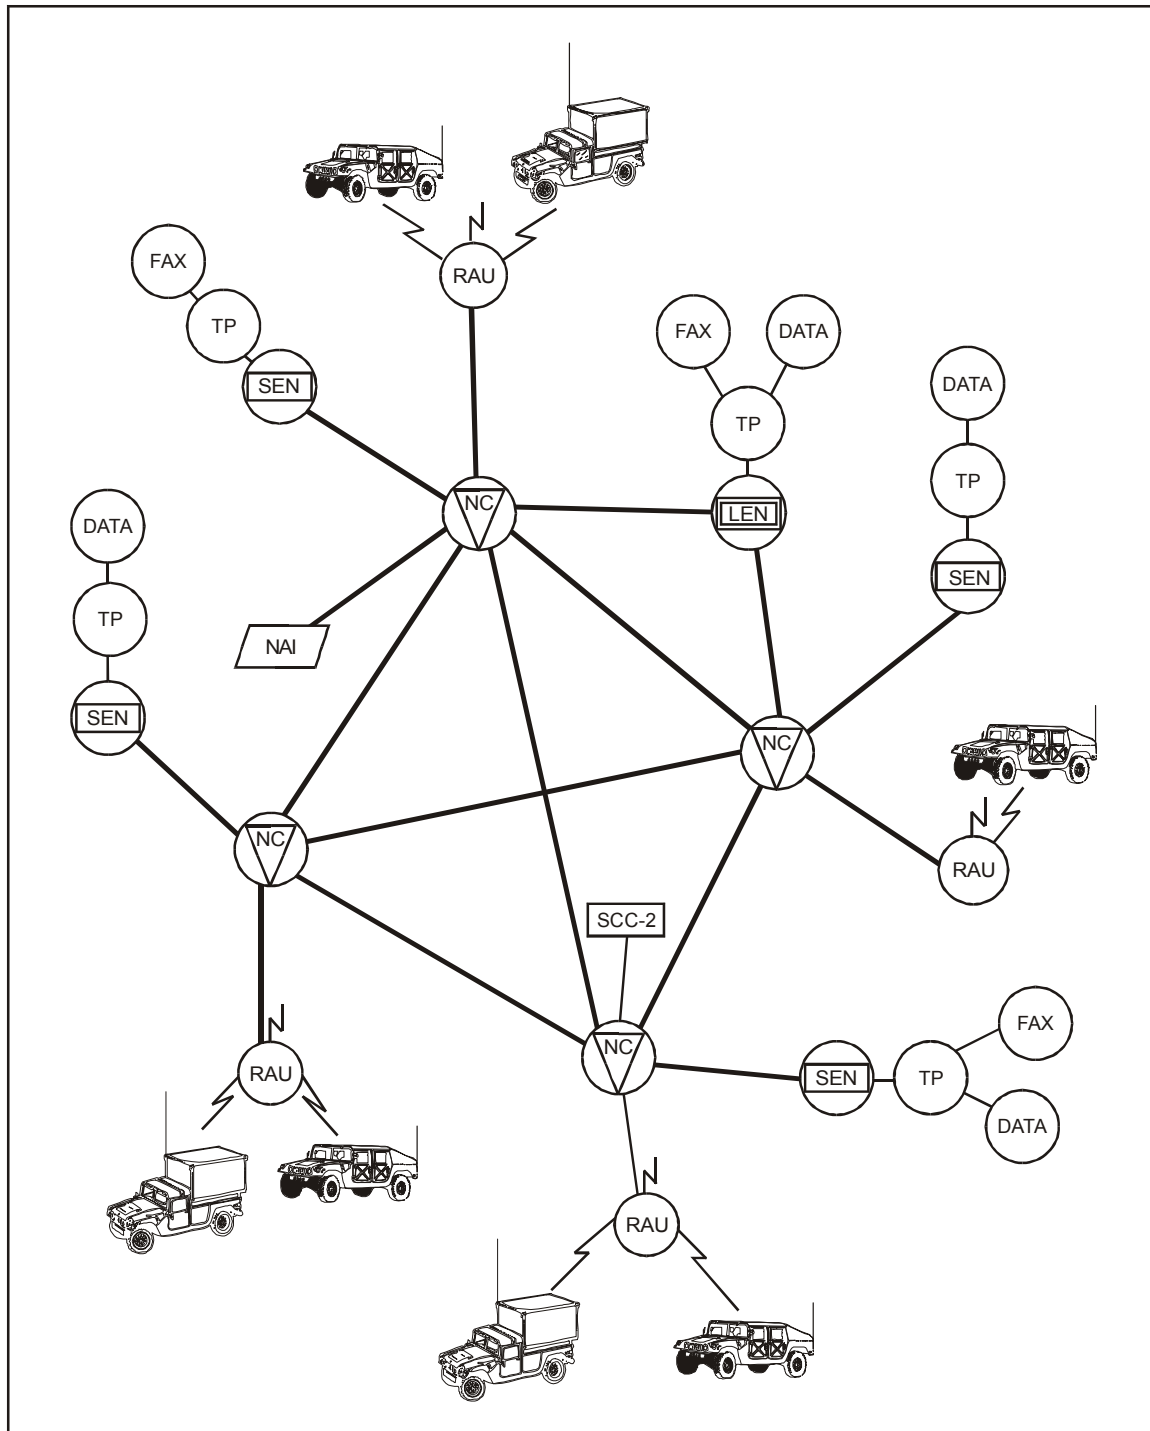 RAU
FAX
TP
SEN
FAX
DATA
TP
LEN
DATA
TP
SEN
NC
DATA
TP
SEN
NAI
NC
NC
RAU
SCC-2
NC
RAU
SEN
TP
FAX
DATA
RAU